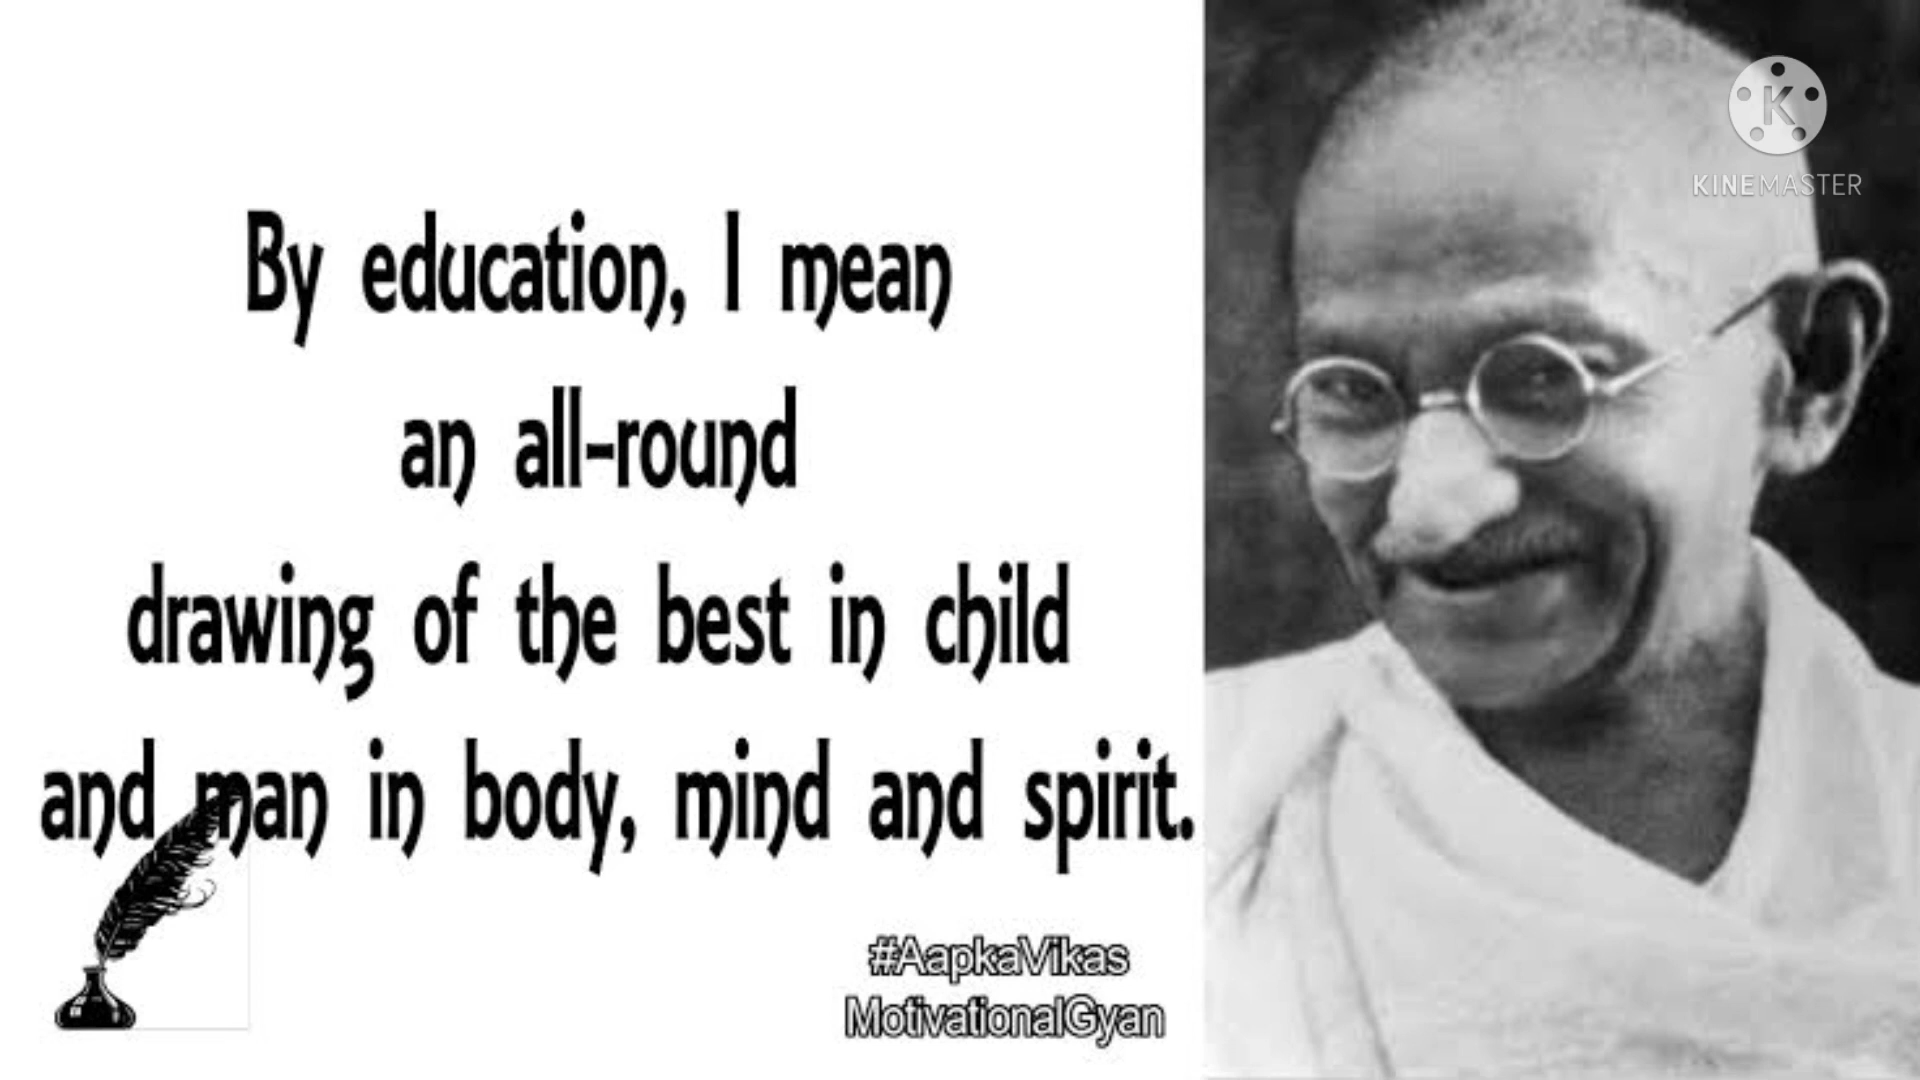 By education, I mean
an all-round
drawing of the best in child
and man in body, mind and spirit.
#AapkaVikas
MotivationalGyan
K
KINEMASTER